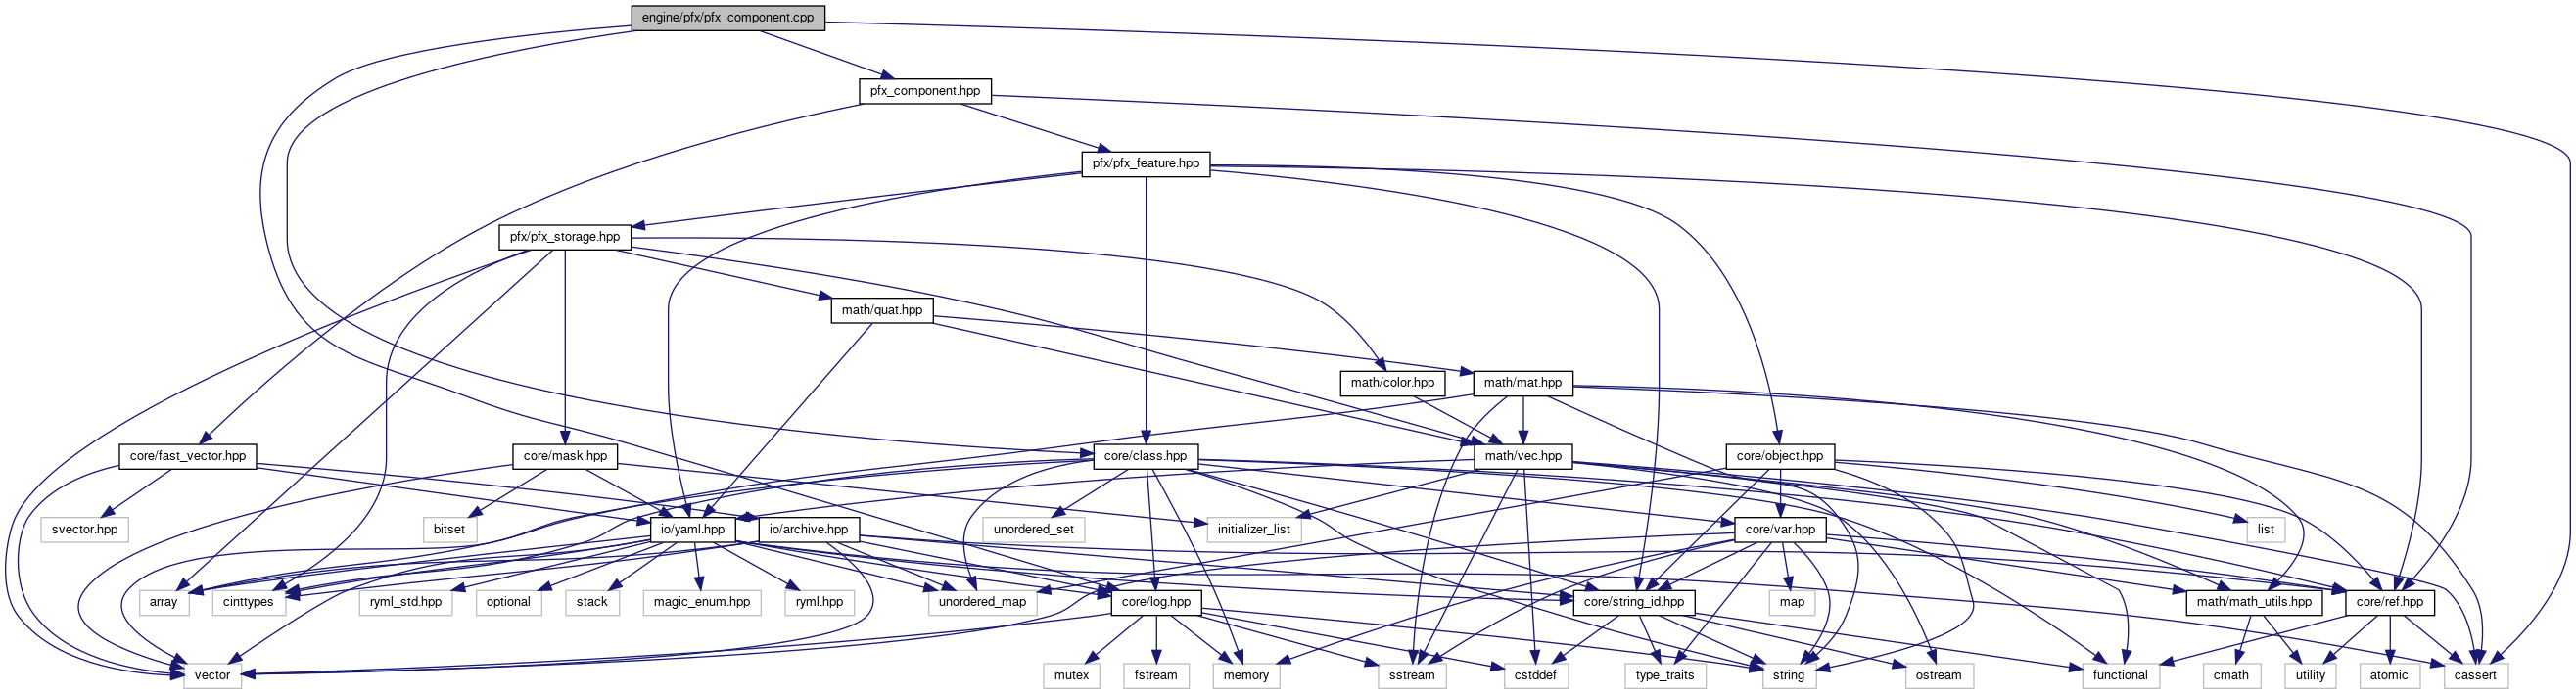 engine/pfx/pfx_component.cpp
pfx_component.hpp
pfx/pfx_feature.hpp
pfx/pfx_storage.hpp
math/quat.hpp
math/color.hpp
math/mat.hpp
core/fast_vector.hpp
core/mask.hpp
core/class.hpp
math/vec.hpp
core/object.hpp
svector.hpp
bitset
io/yaml.hpp
io/archive.hpp
unordered_set
initializer_list
core/var.hpp
list
array
cinttypes
ryml_std.hpp
optional
stack
magic_enum.hpp
ryml.hpp
unordered_map
core/log.hpp
core/string_id.hpp
map
math/math_utils.hpp
core/ref.hpp
vector
mutex
fstream
memory
sstream
cstddef
type_traits
string
ostream
functional
cmath
utility
atomic
cassert